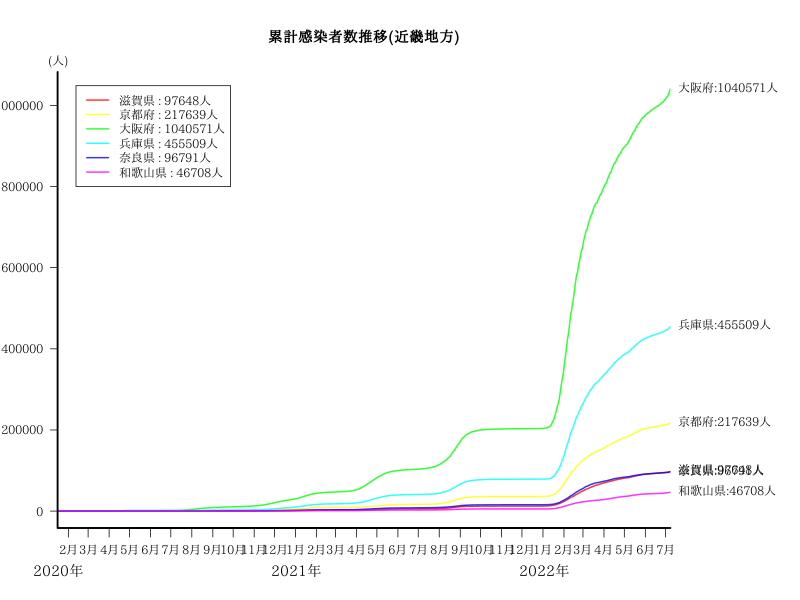 累計感染者数推移(近畿地方)
(人)
滋賀県 : 97648人
京都府 : 217639人
大阪府 : 1040571人
兵庫県 : 455509人
奈良県 : 96791人
和歌山県 : 46708人
000000
800000
600000
400000
200000
0
大阪府:1040571人
兵庫県:455509人
京都府:217639人
和歌山県:46708人
2月 3月 4月 5月 6月 7月 8月 9月 10月 11月 12月 1月 2月 3月 4月 5月 6月 7月 8月 9月 10月 11月 12月 1月 2月 3月 4月 5月 6月 7月
2020年 2021年 2022年